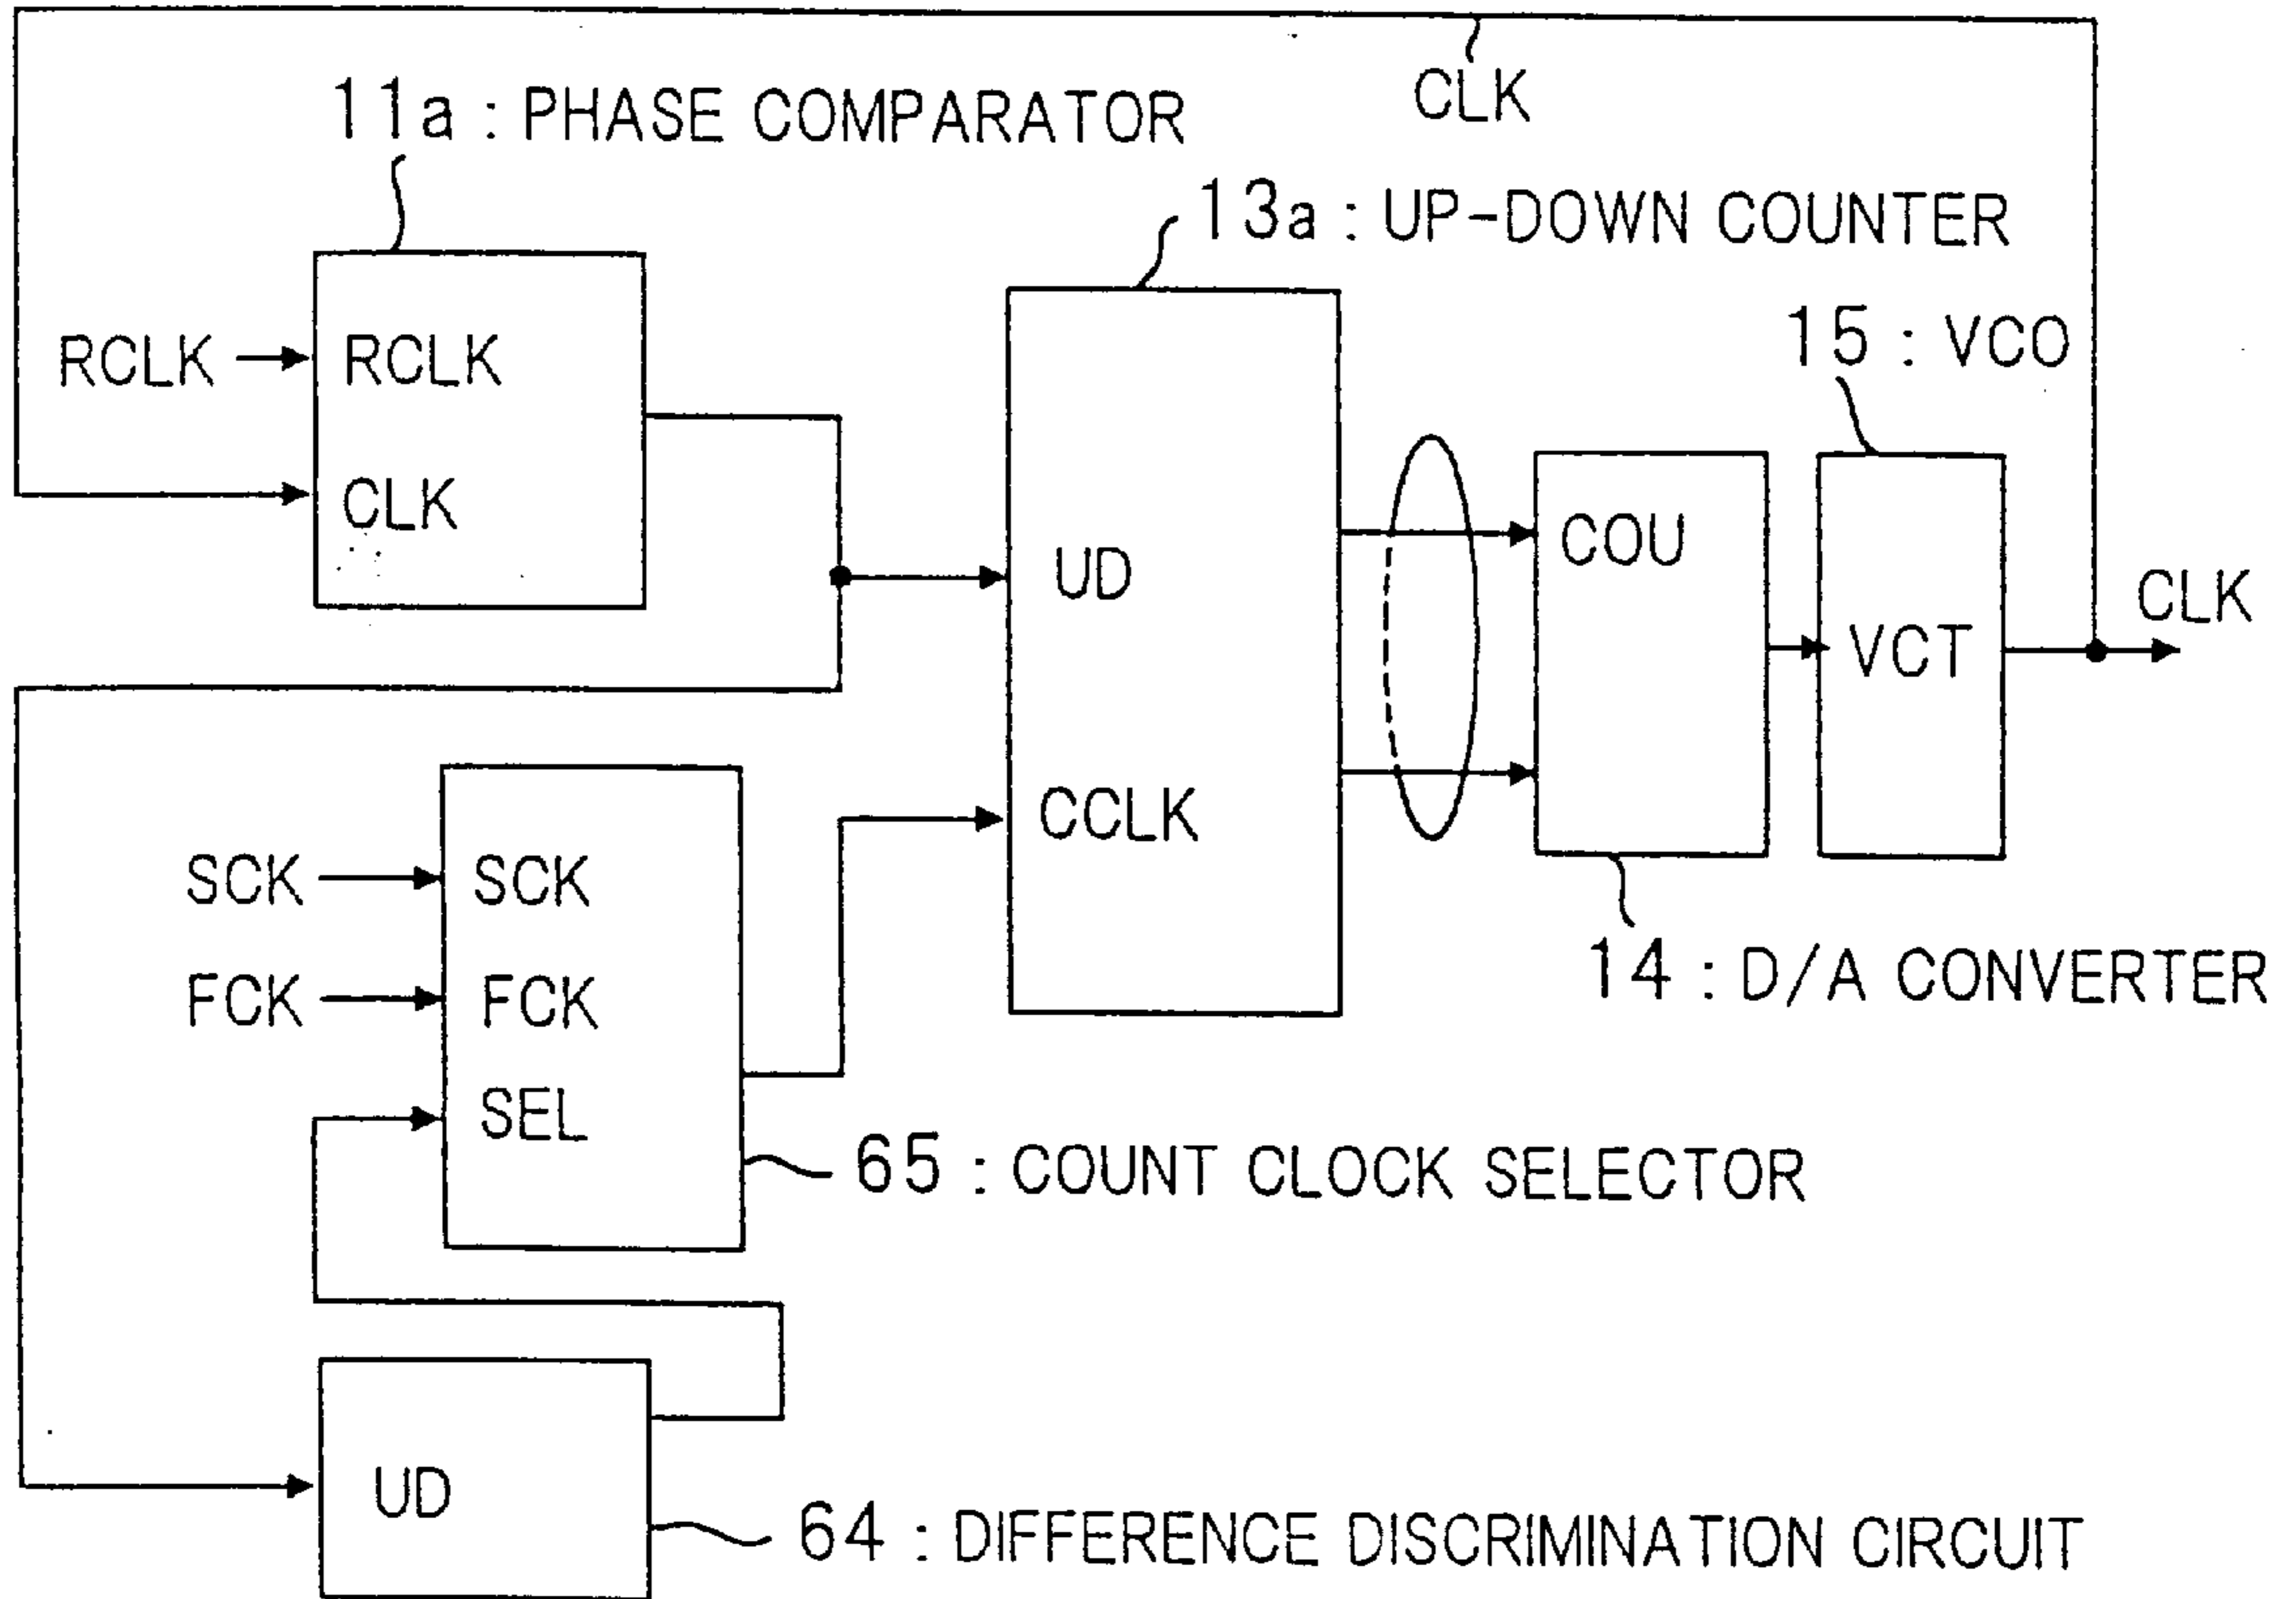 CLK
11a : PHASE COMPARATOR
13a : UP-DOWN COUNTER
15 : VCO
RCLK
RCLK
CLK
UD
COU
CLK
VCT
CCLK
SCK
SCK
14 : D/A CONVERTER
FCK
FCK
SEL
65 : COUNT CLOCK SELECTOR
UD
64 : DIFFERENCE DISCRIMINATION CIRCUIT